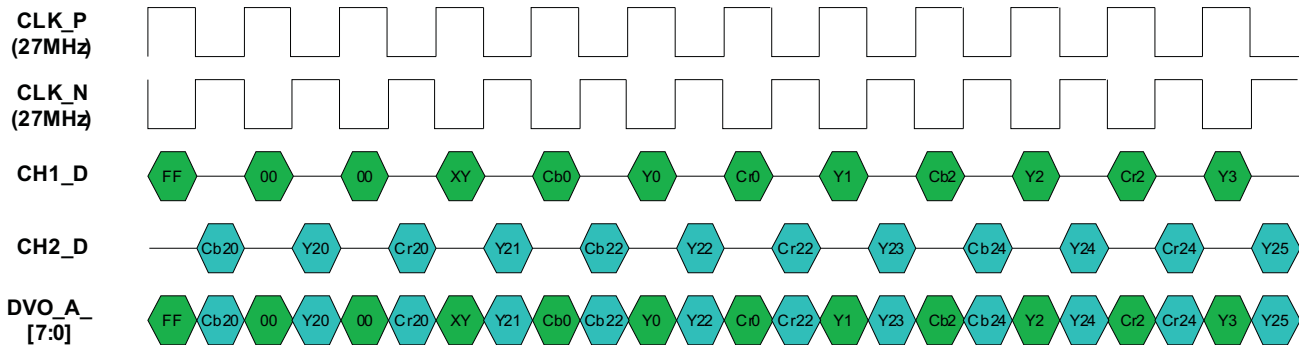 CLK_P
(27MHz)
CLK_N
(27MHz)
CH1_D
FF 00 00 XY Cb0 Y0 Cr0 Y1 Cb2 Y2 Cr2 Y3
CH2_D
Cb20 Y20 Cr20 Y21 Cb22 Y22 Cr22 Y23 Cb24 Y24 Cr24 Y25
DVO_A_
[7:0]
FF Cb20 00 Y20 00 Cr20 XY Y21 Cb0 Cb22 Y0 Y22 Cr0 Cr22 Y1 Y23 Cb2 Cb24 Y2 Y24 Cr2 Cr24 Y3 Y25